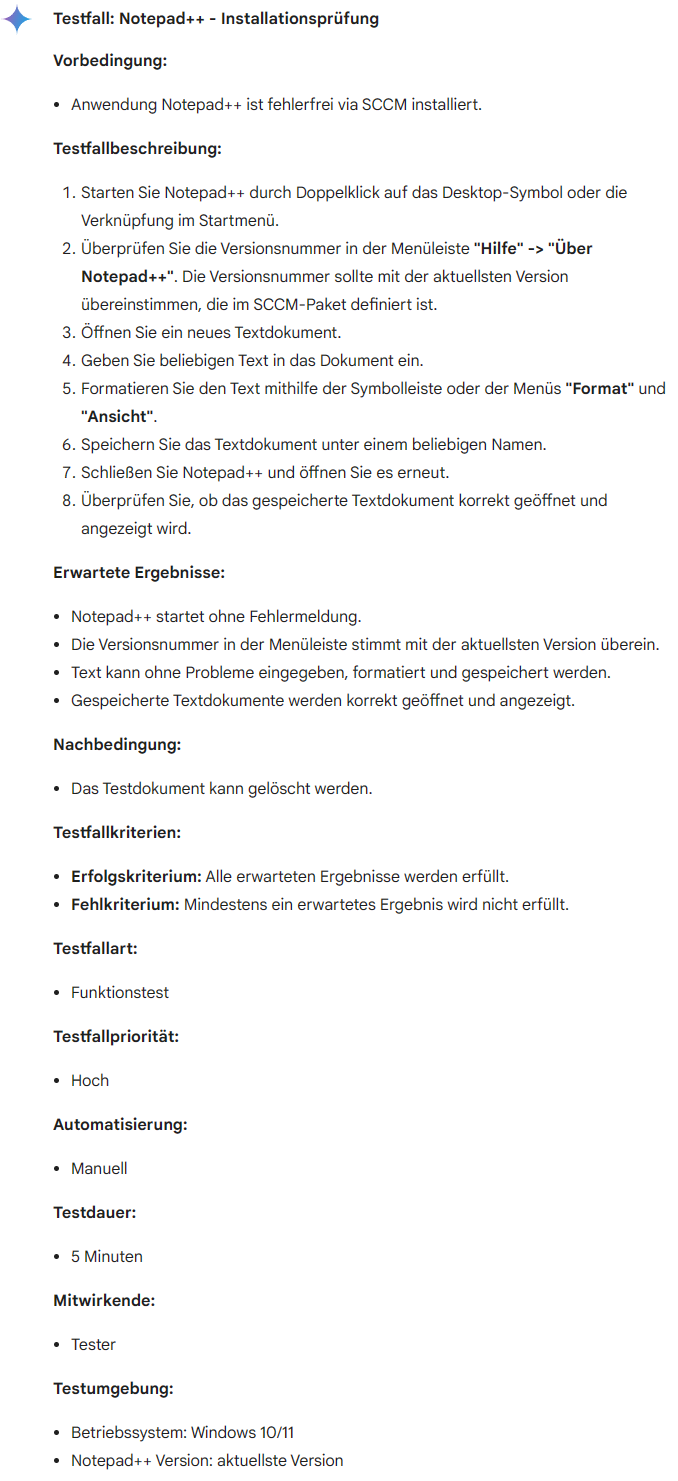 Testfall: Notepad++ - Installationsprüfung
Vorbedingung:
• Anwendung Notepad++ ist fehlerfrei via SCCM installiert.
Testfallbeschreibung:
1. Starten Sie Notepad++ durch Doppelklick auf das Desktop-Symbol oder die
Verknüpfung im Startmenü.
2. Überprüfen Sie die Versionsnummer in der Menüleiste "Hilfe" -> "Über
Notepad++". Die Versionsnummer sollte mit der aktuellsten Version
übereinstimmen, die im SCCM-Paket definiert ist.
3. Öffnen Sie ein neues Textdokument.
4. Geben Sie beliebigen Text in das Dokument ein.
5. Formatieren Sie den Text mithilfe der Symbolleiste oder der Menüs "Format" und
"Ansicht".
6. Speichern Sie das Textdokument unter einem beliebigen Namen.
7. Schließen Sie Notepad++ und öffnen Sie es erneut.
8. Überprüfen Sie, ob das gespeicherte Textdokument korrekt geöffnet und
angezeigt wird.
Erwartete Ergebnisse:
• Notepad++ startet ohne Fehlermeldung.
• Die Versionsnummer in der Menüleiste stimmt mit der aktuellsten Version überein.
• Text kann ohne Probleme eingegeben, formatiert und gespeichert werden.
• Gespeicherte Textdokumente werden korrekt geöffnet und angezeigt.
Nachbedingung:
• Das Testdokument kann gelöscht werden.
Testfallkriterien:
• Erfolgskriterium: Alle erwarteten Ergebnisse werden erfüllt.
• Fehlkriterium: Mindestens ein erwartetes Ergebnis wird nicht erfüllt.
Testfallart:
• Funktionstest
Testfallpriorität:
• Hoch
Automatisierung:
• Manuell
Testdauer:
• 5 Minuten
Mitwirkende:
• Tester
Testumgebung:
• Betriebssystem: Windows 10/11
• Notepad++ Version: aktuellste Version